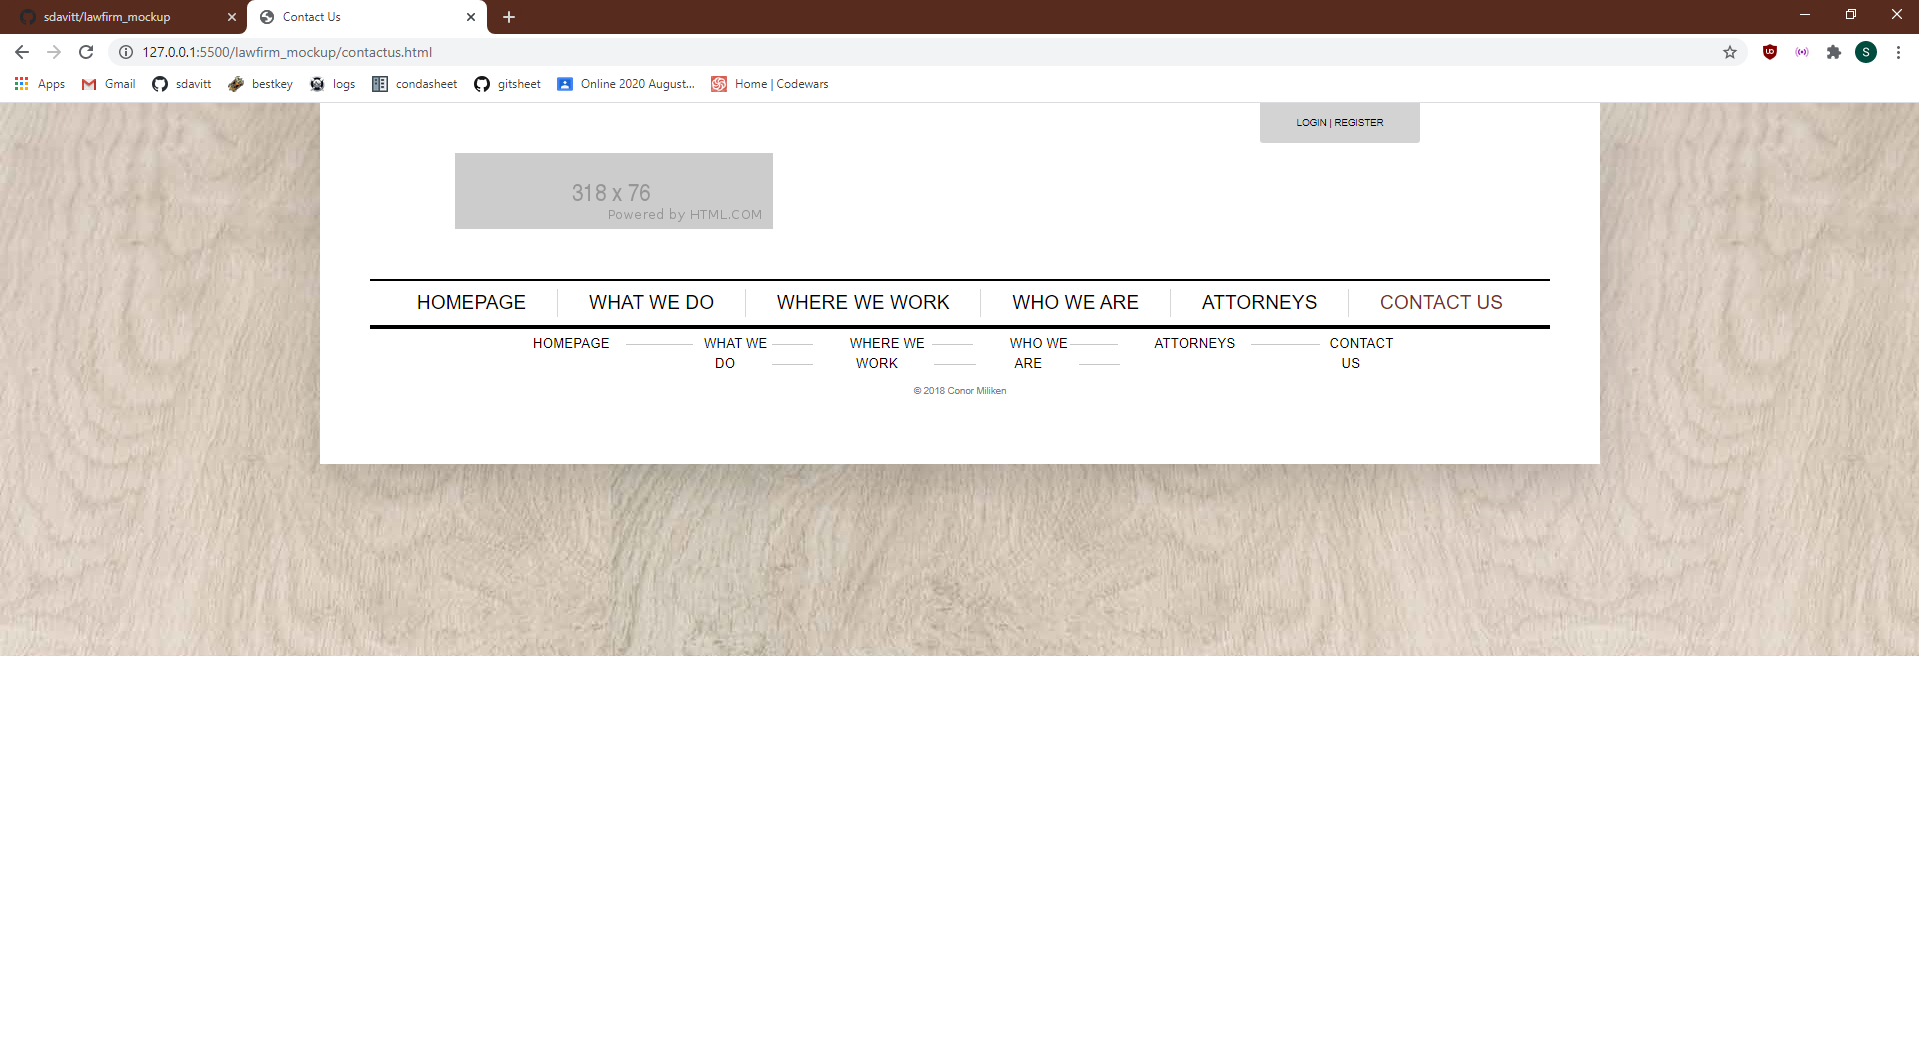 sdavitt/lawfirm_mockup
Contact Us
127.0.0.1:5500/lawfirm_mockup/contactus.html
S
Apps Gmail sdavitt bestkey logs condasheet gitsheet Online 2020 August... Home | Codewars
LOGIN | REGISTER
318 x 76
Powered by HTML.COM
HOMEPAGE WHAT WE DO WHERE WE WORK WHO WE ARE ATTORNEYS CONTACT US
HOMEPAGE WHAT WE WHERE WE WHO WE ATTORNEYS CONTACT
DO WORK ARE US
© 2018 Conor Miliken